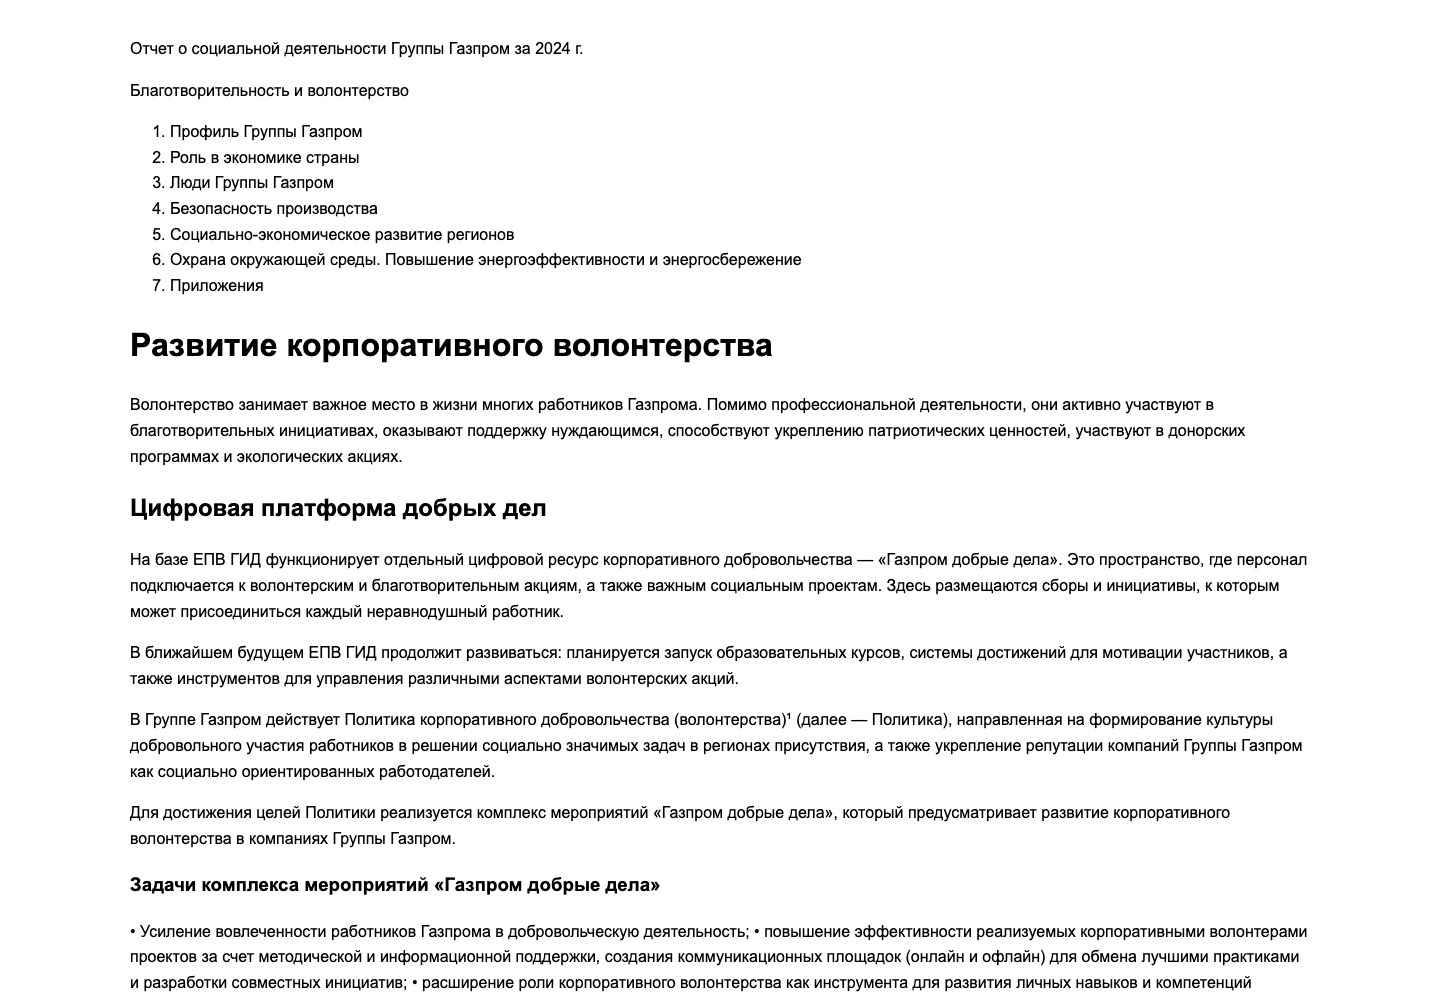 Отчет о социальной деятельности Группы Газпром за 2024 г.
Благотворительность и волонтерство
1. Профиль Группы Газпром
2. Роль в экономике страны
3. Люди Группы Газпром
4. Безопасность производства
5. Социально-экономическое развитие регионов
6. Охрана окружающей среды. Повышение энергоэффективности и энергосбережение
7. Приложения
Развитие корпоративного волонтерства
Волонтерство занимает важное место в жизни многих работников Газпрома. Помимо профессиональной деятельности, они активно участвуют в
благотворительных инициативах, оказывают поддержку нуждающимся, способствуют укреплению патриотических ценностей, участвуют в донорских
программах и экологических акциях.
Цифровая платформа добрых дел
На базе ЕПВ ГИД функционирует отдельный цифровой ресурс корпоративного добровольчества — «Газпром добрые дела». Это пространство, где персонал
подключается к волонтерским и благотворительным акциям, а также важным социальным проектам. Здесь размещаются сборы и инициативы, к которым
может присоединиться каждый неравнодушный работник.
В ближайшем будущем ЕПВ ГИД продолжит развиваться: планируется запуск образовательных курсов, системы достижений для мотивации участников, а
также инструментов для управления различными аспектами волонтерских акций.
В Группе Газпром действует Политика корпоративного добровольчества (волонтерства)¹ (далее — Политика), направленная на формирование культуры
добровольного участия работников в решении социально значимых задач в регионах присутствия, а также укрепление репутации компаний Группы Газпром
как социально ориентированных работодателей.
Для достижения целей Политики реализуется комплекс мероприятий «Газпром добрые дела», который предусматривает развитие корпоративного
волонтерства в компаниях Группы Газпром.
Задачи комплекса мероприятий «Газпром добрые дела»
• Усиление вовлеченности работников Газпрома в добровольческую деятельность; • повышение эффективности реализуемых корпоративными волонтерами
проектов за счет методической и информационной поддержки, создания коммуникационных площадок (онлайн и офлайн) для обмена лучшими практиками
и разработки совместных инициатив; • расширение роли корпоративного волонтерства как инструмента для развития личных навыков и компетенций